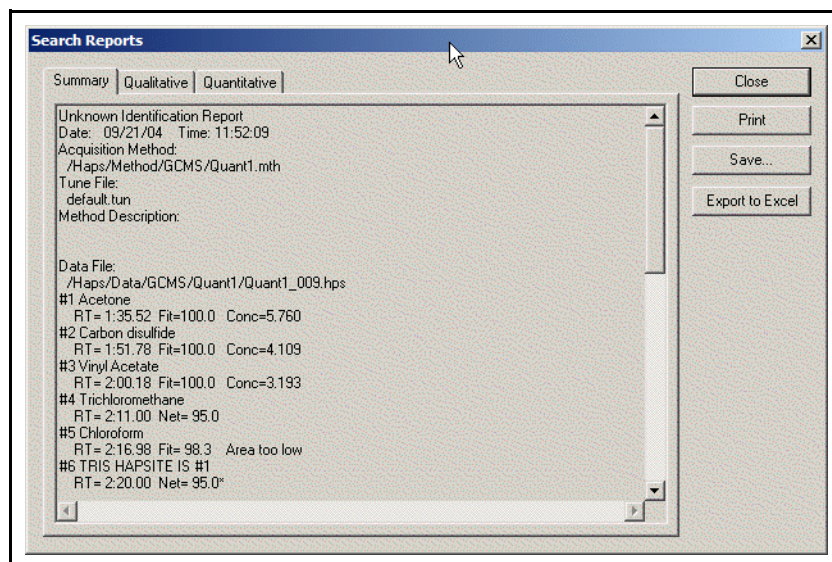 Search Reports
Summary Qualitative Quantitative
Unknown Identification Report
Date: 09/21/04 Time: 11:52:09
Acquisition Method:
/Haps/Method/GCMS/Quant1.mth
Tune File:
default.tun
Method Description:
Data File:
/Haps/Data/GCMS/Quant1/Quant1_009.hps
#1 Acetone
RT= 1:35.52 Fit=100.0 Conc=5.760
#2 Carbon disulfide
RT= 1:51.78 Fit=100.0 Conc=4.109
#3 Vinyl Acetate
RT= 2:00.18 Fit=100.0 Conc=3.193
#4 Trichloromethane
RT= 2:11.00 Net= 95.0
#5 Chloroform
RT= 2:16.98 Fit= 98.3 Area too low
#6 TRIS HAPSITE IS #1
RT= 2:20.00 Net= 95.0*
Close
Print
Save...
Export to Excel